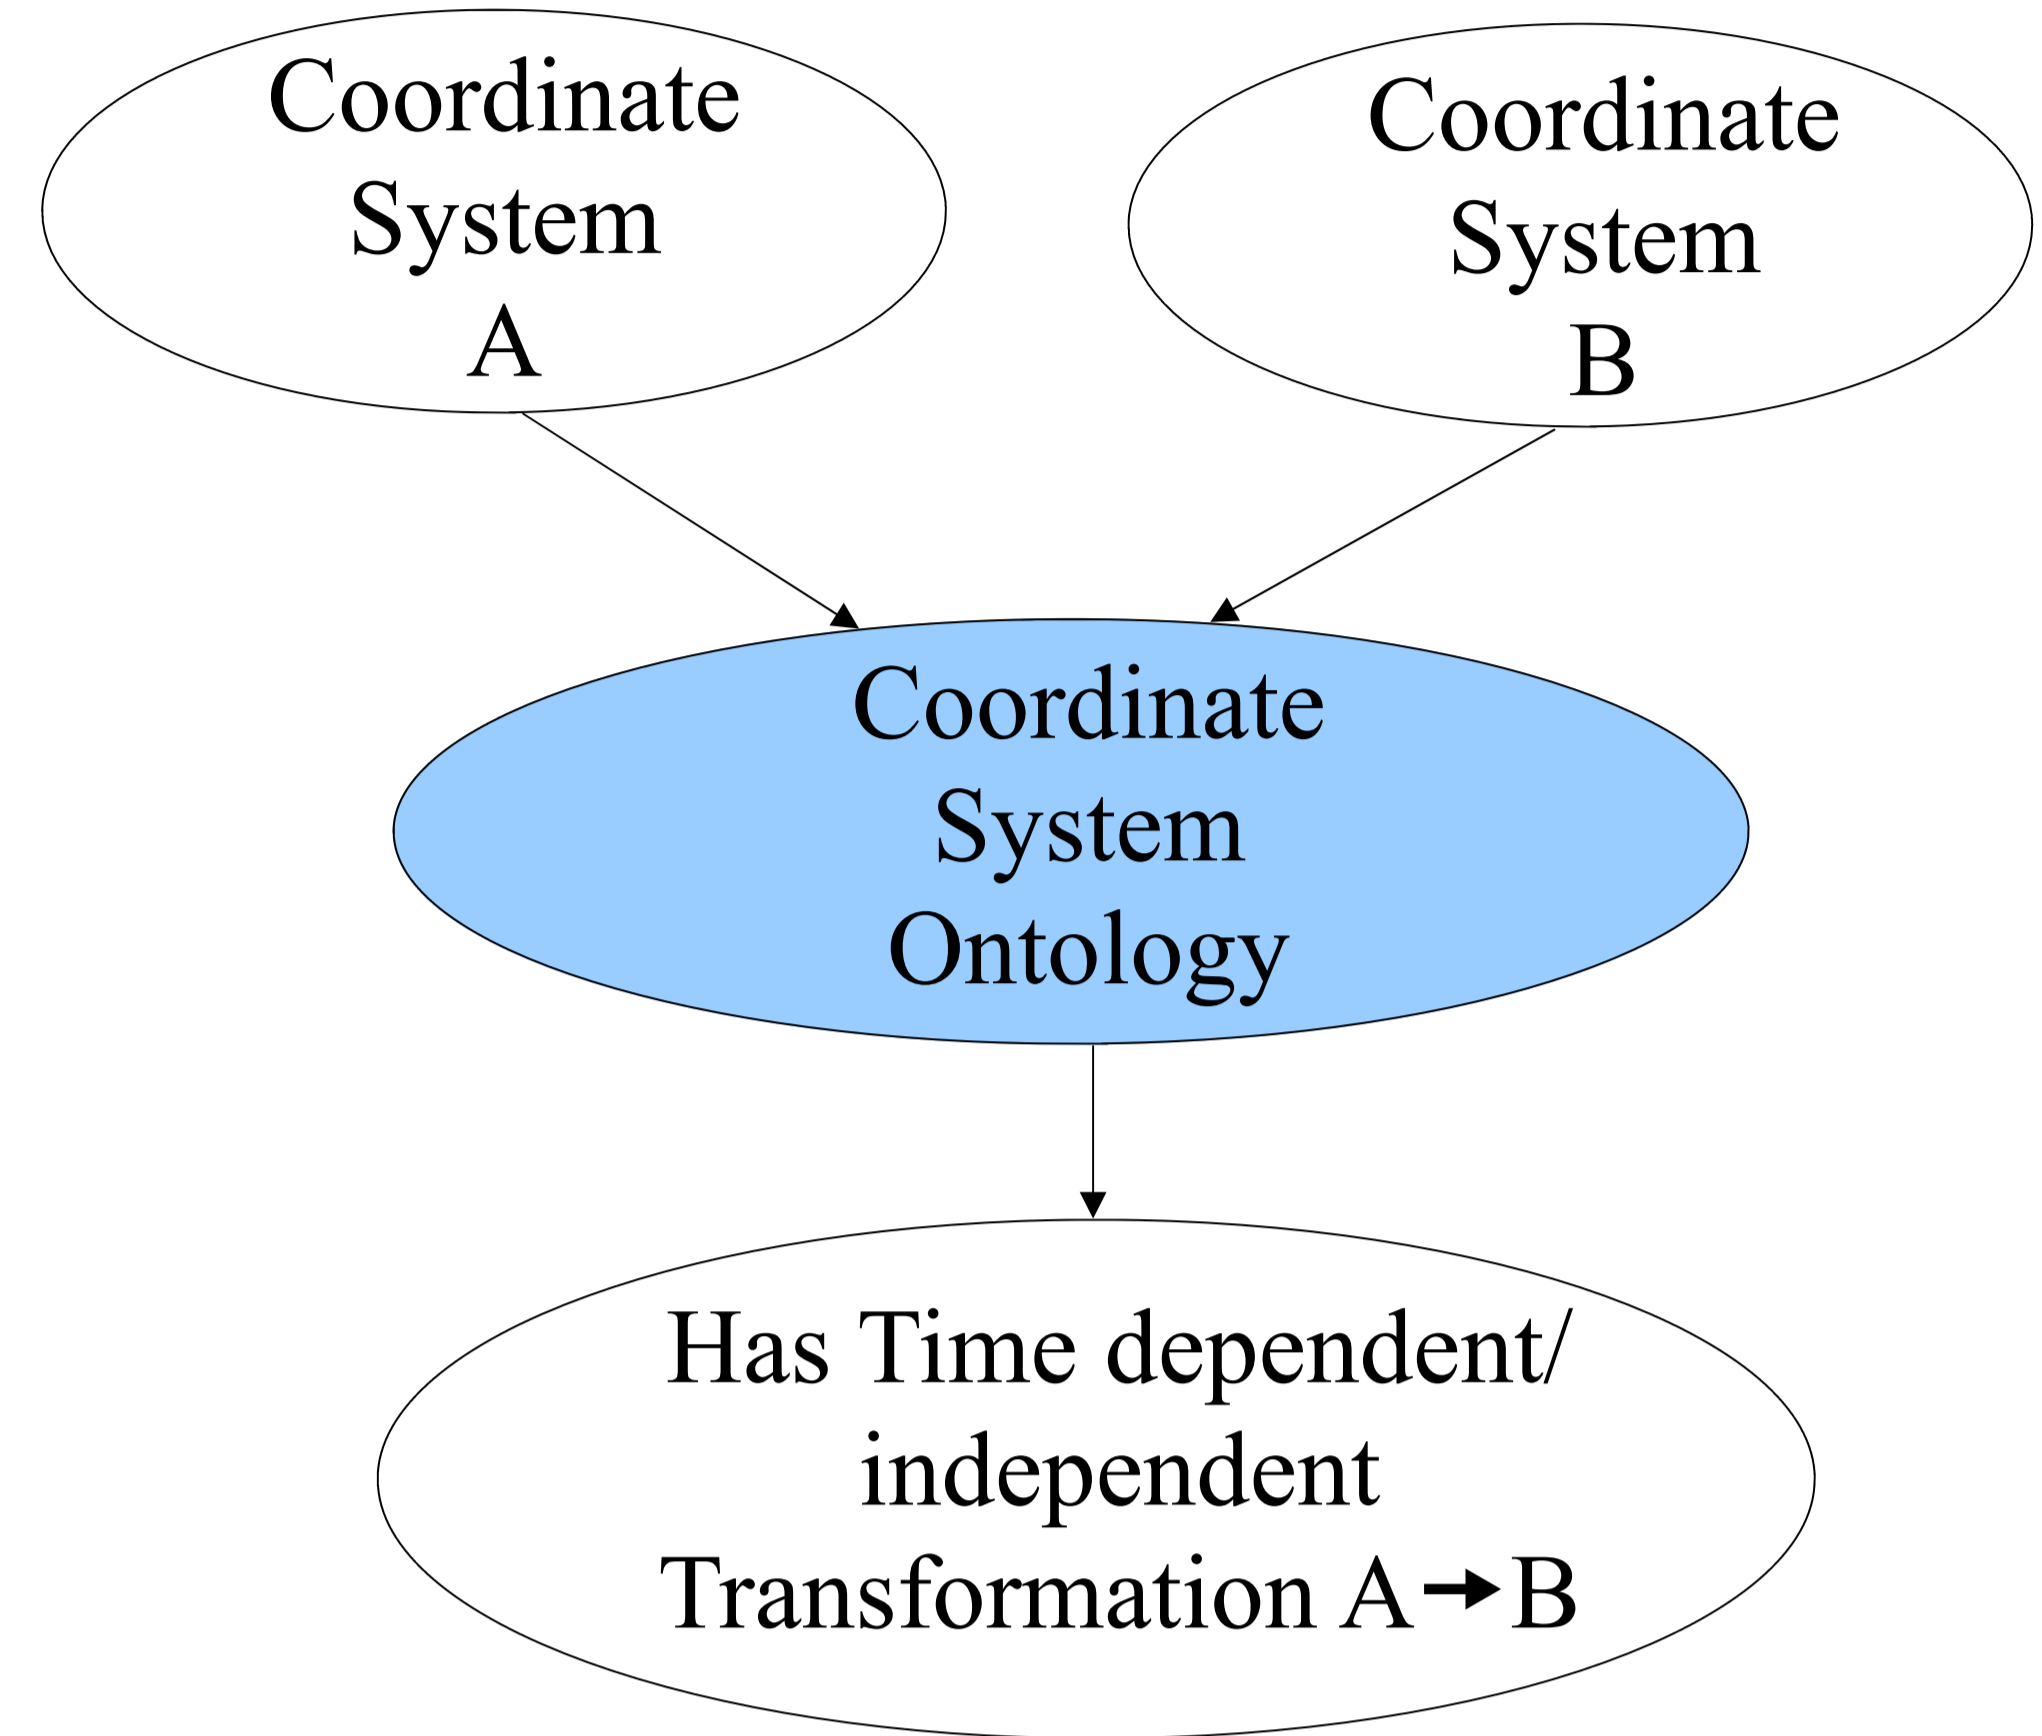 Coordinate
System
A
Coordinate
System
B
Coordinate
System
Ontology
Has Time dependent/
independent
Transformation A→B